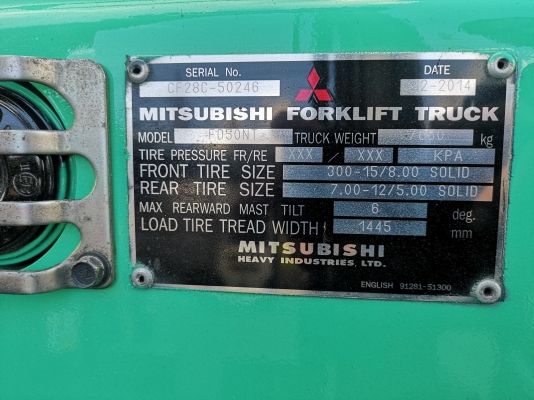 SERIAL No. DATE
CF28C-50246 12-2014
MITSUBISHI FORKLIFT TRUCK
MODEL FD50NT TRUCK WEIGHT kg
TIRE PRESSURE FR/RE XXX / XXX KPA
FRONT TIRE SIZE 300-15/8.00 SOLID
REAR TIRE SIZE 7.00-12/5.00 SOLID
MAX REARWARD MAST TILT 6 deg.
LOAD TIRE TREAD WIDTH 1445 mm
MITSUBISHI
HEAVY INDUSTRIES, LTD.
ENGLISH 91281-51300